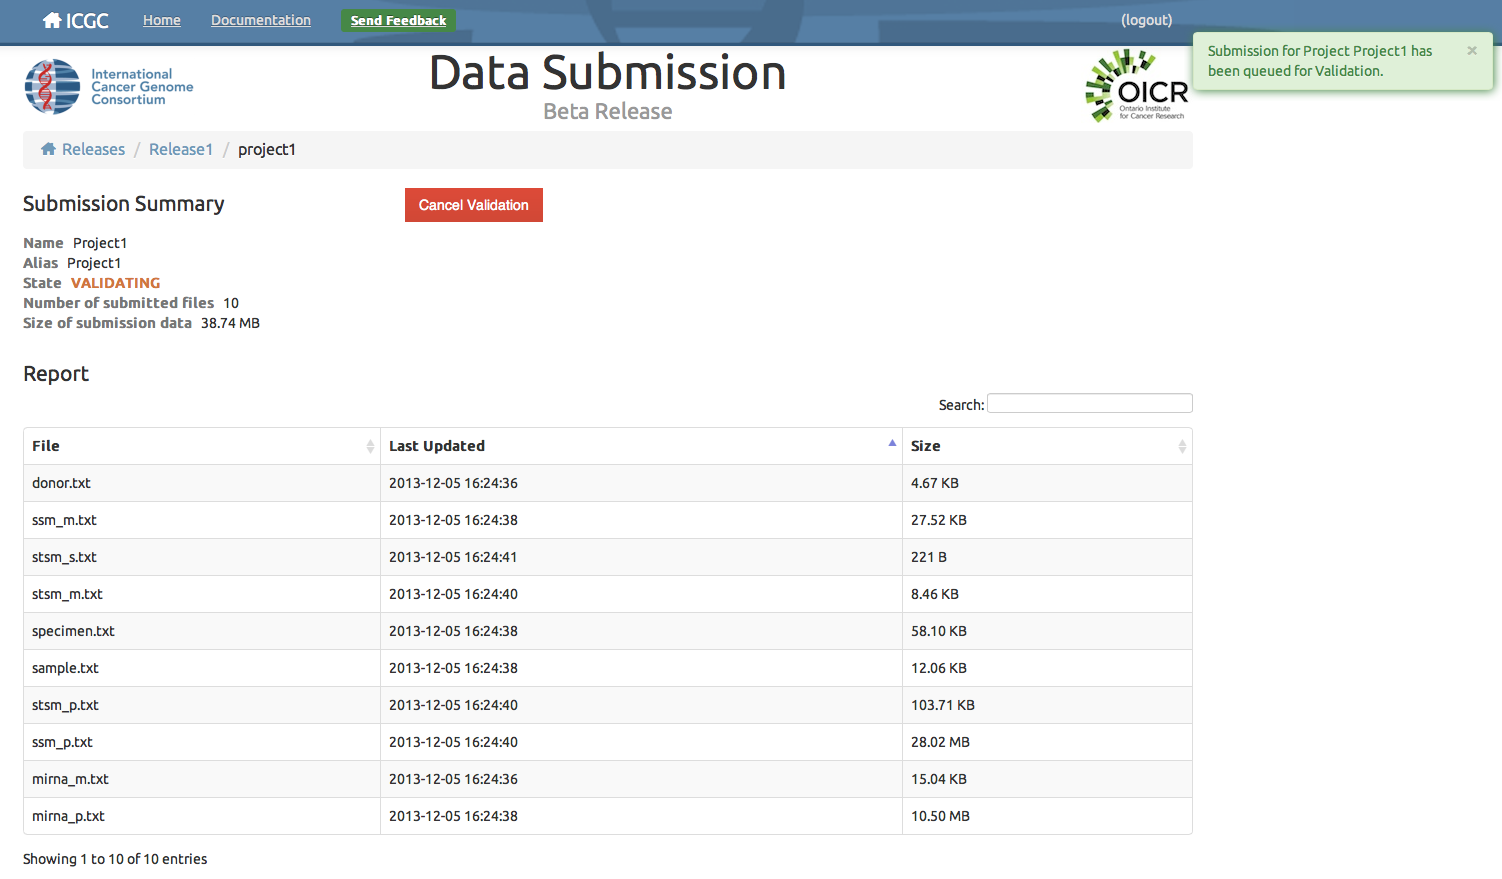 ICGC Home Documentation Send Feedback (logout)
Submission for Project Project1 has ×
been queued for Validation.
International
Cancer Genome
Consortium
Data Submission
Beta Release
OICR
Ontario Institute
for Cancer Research
Releases / Release1 / project1
Submission Summary
Cancel Validation
Name Project1
Alias Project1
State VALIDATING
Number of submitted files 10
Size of submission data 38.74 MB
Report
Search:
File Last Updated Size
donor.txt 2013-12-05 16:24:36 4.67 KB
ssm_m.txt 2013-12-05 16:24:38 27.52 KB
stsm_s.txt 2013-12-05 16:24:41 221 B
stsm_m.txt 2013-12-05 16:24:40 8.46 KB
specimen.txt 2013-12-05 16:24:38 58.10 KB
sample.txt 2013-12-05 16:24:38 12.06 KB
stsm_p.txt 2013-12-05 16:24:40 103.71 KB
ssm_p.txt 2013-12-05 16:24:40 28.02 MB
mirna_m.txt 2013-12-05 16:24:36 15.04 KB
mirna_p.txt 2013-12-05 16:24:38 10.50 MB
Showing 1 to 10 of 10 entries